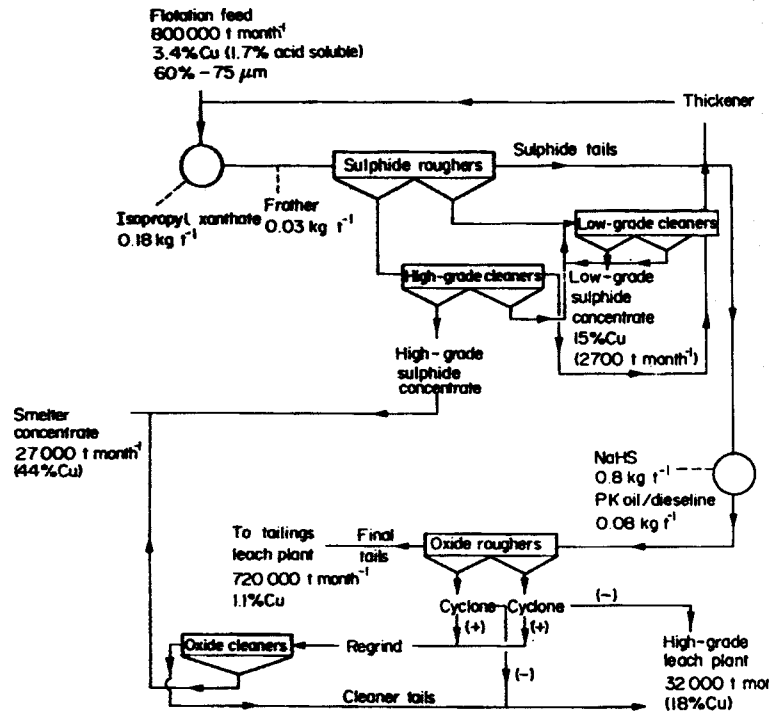 Flotation feed
800 000 t month⁻¹
3.4% Cu (1.7% acid soluble)
60% – 75 μm
Thickener
Sulphide roughers
Sulphide tails
Isopropyl xanthate
0.18 kg t⁻¹
Frother
0.03 kg t⁻¹
Low-grade cleaners
High-grade cleaners
Low-grade
sulphide
concentrate
15% Cu
(2700 t month⁻¹)
High-grade
sulphide
concentrate
Smelter
concentrate
27 000 t month⁻¹
(44% Cu)
NaHS
0.8 kg t⁻¹
PK oil/dieseline
0.08 kg t⁻¹
To tailings
leach plant
720 000 t month⁻¹
1.1% Cu
Final
tails
Oxide roughers
Cyclone
Cyclone
(–)
(+)
(+)
High-grade
leach plant
32 000 t mo
(18% Cu)
Oxide cleaners
Regrind
(–)
Cleaner tails